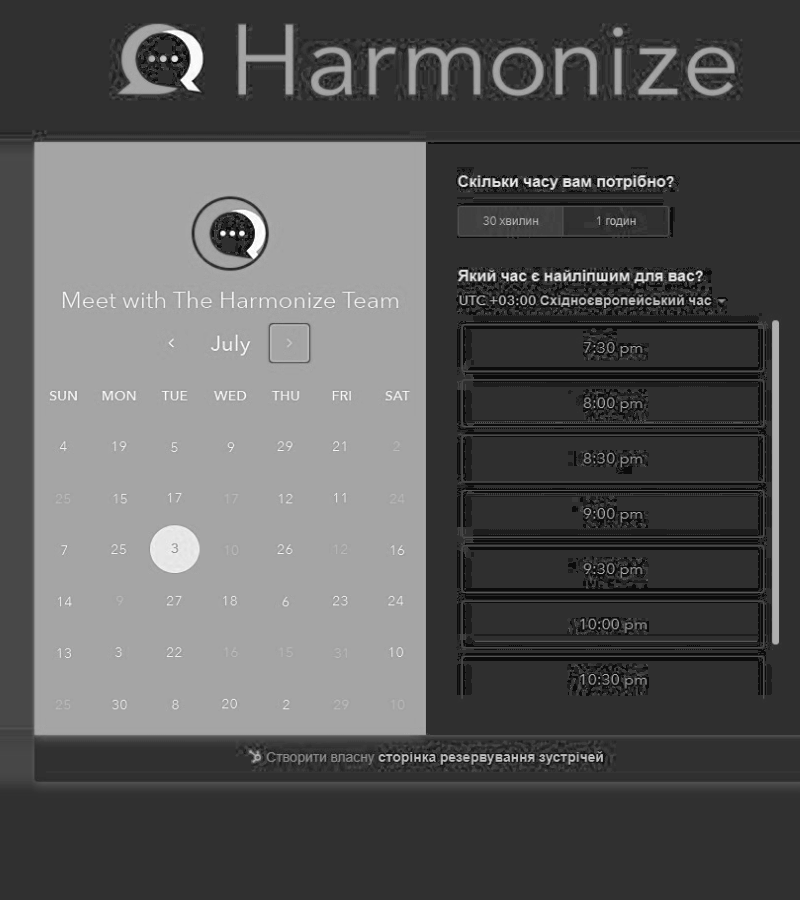 Harmonize
Meet with The Harmonize Team
July
SUN MON TUE WED THU FRI SAT
4 19 5 9 29 21 2
25 15 17 17 12 11 24
7 25 3 10 26 12 16
14 9 27 18 6 23 24
13 3 22 16 15 31 10
25 30 8 20 2 29 10
Скільки часу вам потрібно?
30 хвилин 1 годин
Який час є найліпшим для вас?
UTC +03:00 Східноєвропейський час
7:30 pm
8:00 pm
8:30 pm
9:00 pm
9:30 pm
10:00 pm
10:30 pm
Створити власну сторінка резервування зустрічей